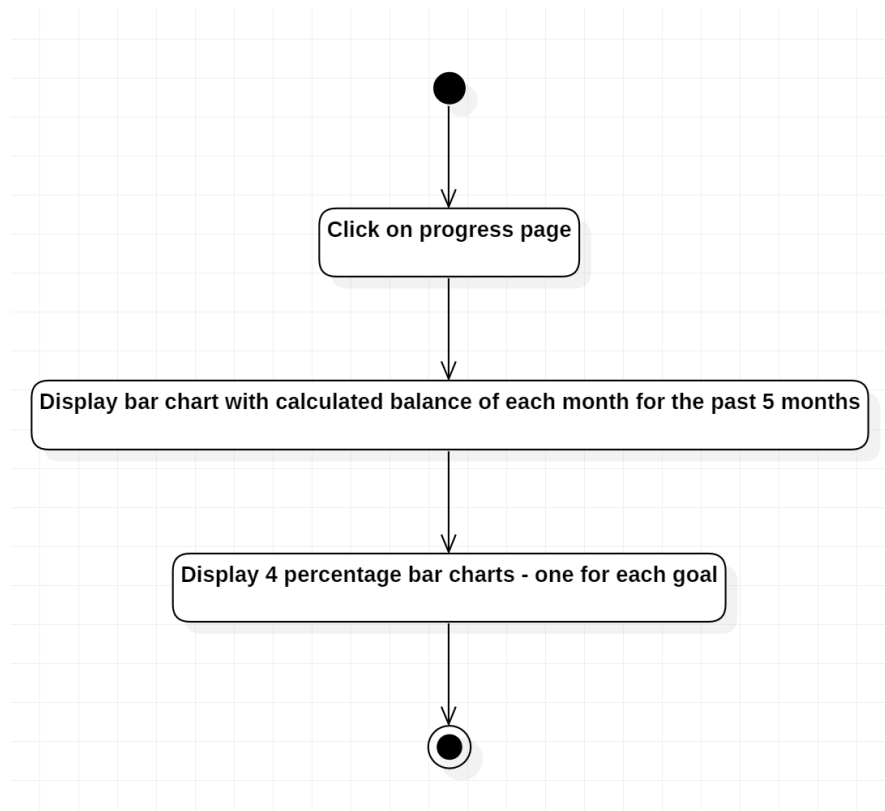 Click on progress page
Display bar chart with calculated balance of each month for the past 5 months
Display 4 percentage bar charts - one for each goal